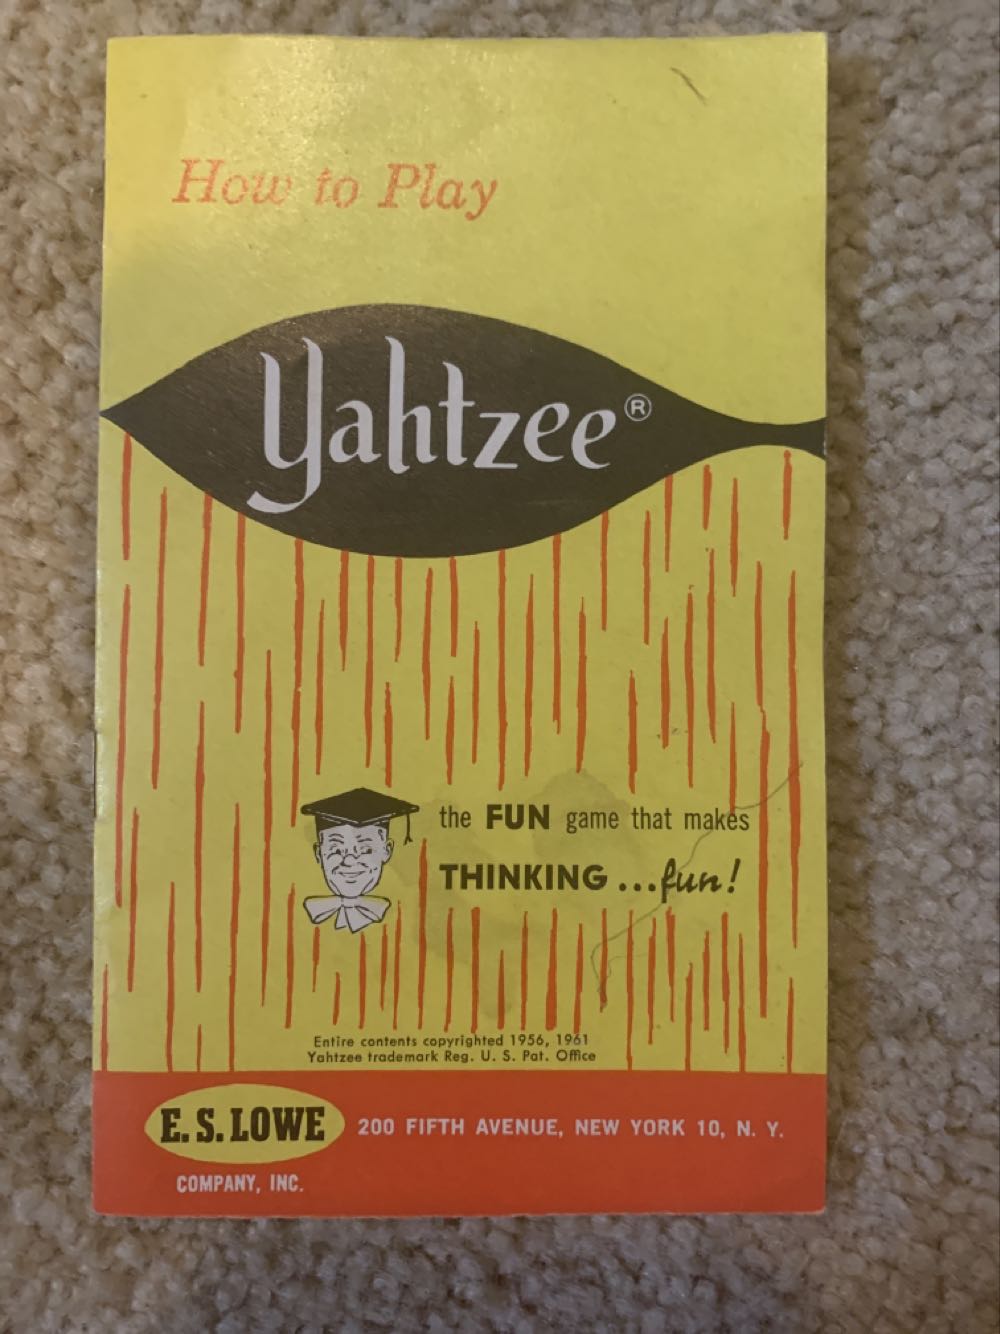 How to Play
Yahtzee®
the FUN game that makes
THINKING...fun!
Entire contents copyrighted 1956, 1961
Yahtzee trademark Reg. U. S. Pat. Office
E. S. LOWE
COMPANY, INC.
200 FIFTH AVENUE, NEW YORK 10, N. Y.